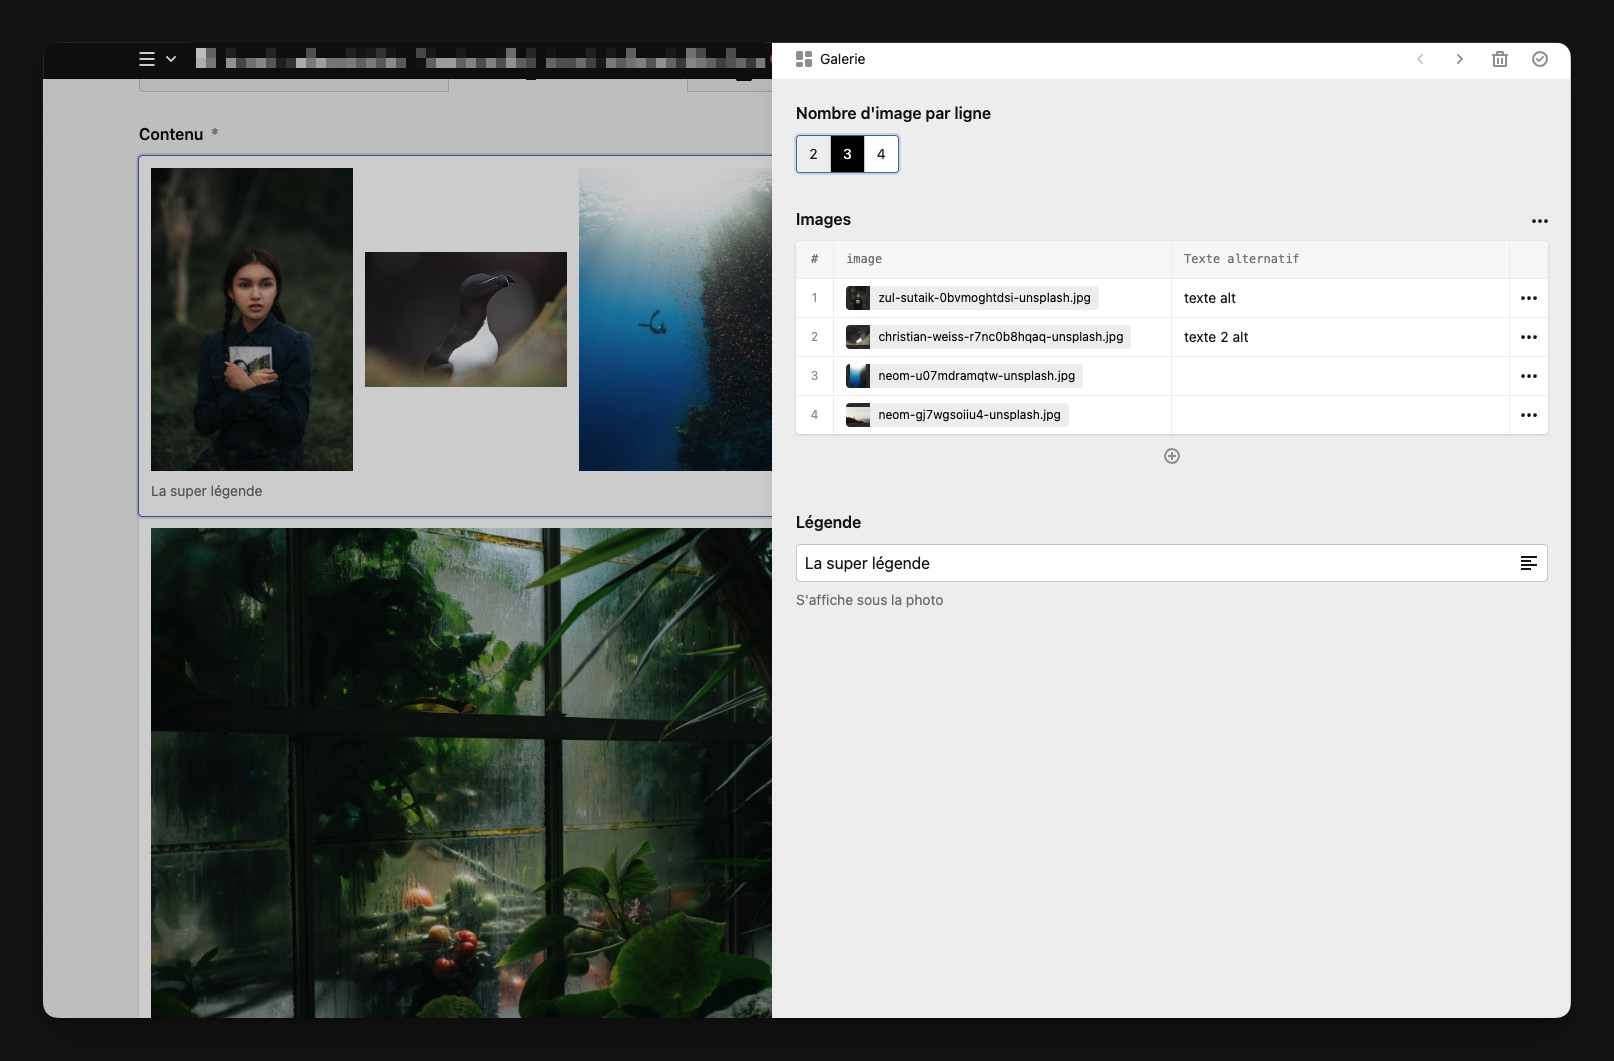 Galerie
Contenu *
La super légende
Nombre d'image par ligne
2 3 4
Images
# image Texte alternatif
1 zul-sutaik-0bvmoghtdsi-unsplash.jpg texte alt
2 christian-weiss-r7nc0b8hqaq-unsplash.jpg texte 2 alt
3 neom-u07mdramqtw-unsplash.jpg
4 neom-gj7wgsoiiu4-unsplash.jpg
Légende
La super légende
S'affiche sous la photo